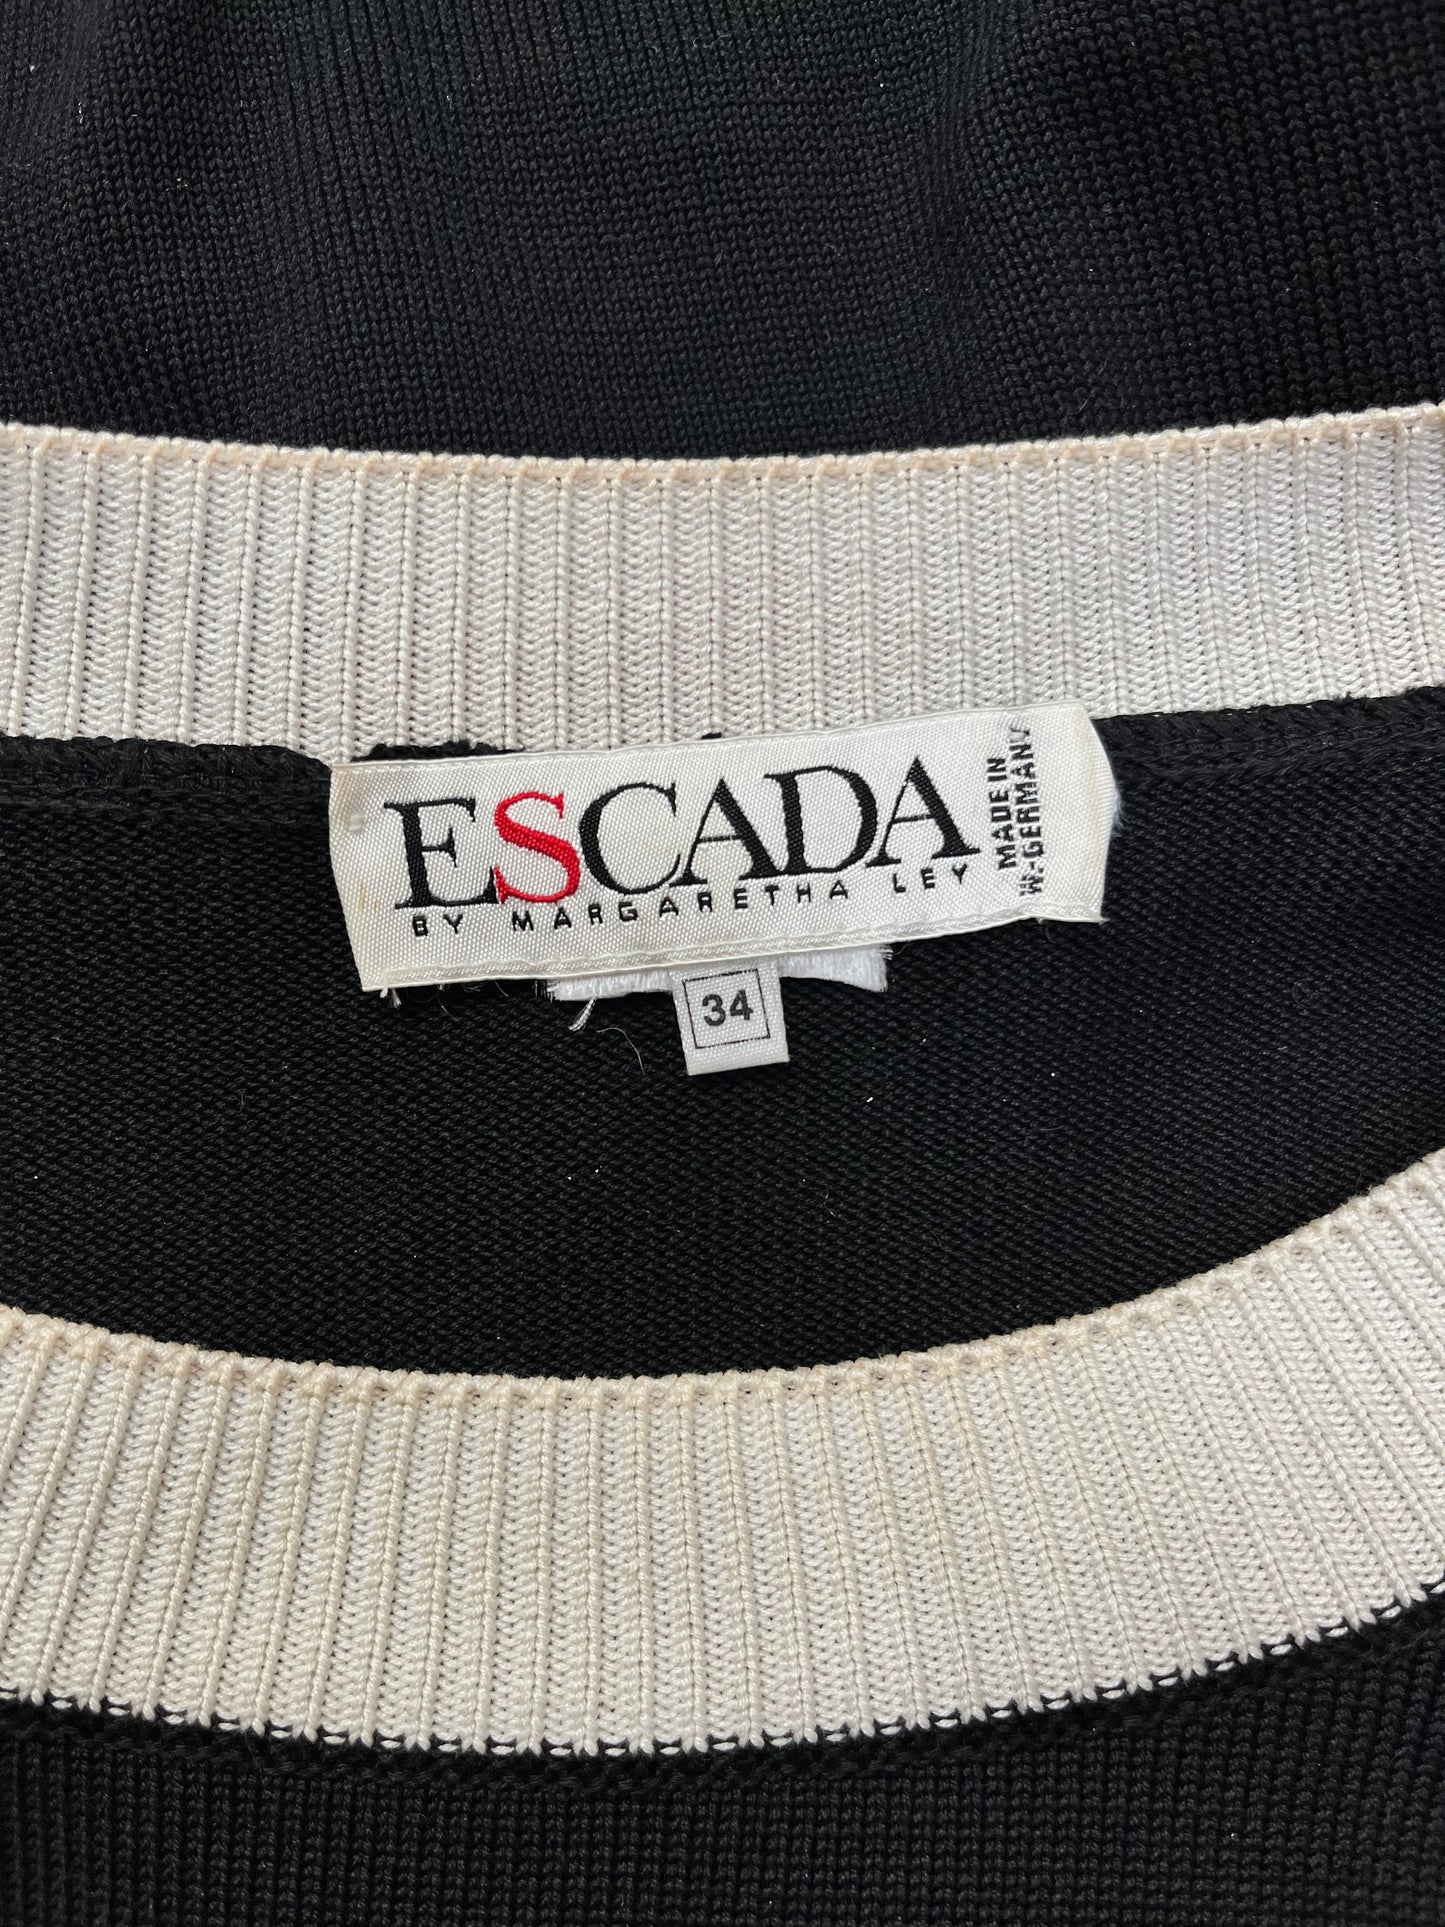 ESCADA
BY MARGARETHA LEY
MADE IN
W.-GERMANY
34